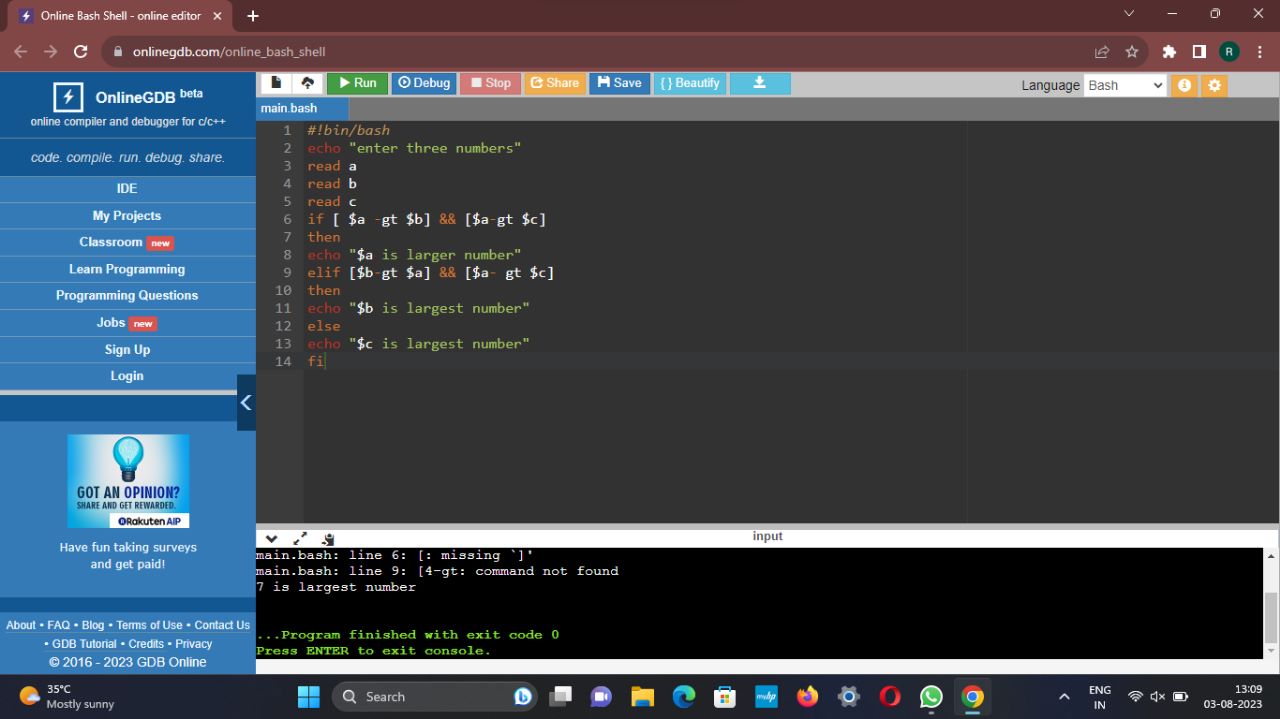 Online Bash Shell - online editor
onlinegdb.com/online_bash_shell
R
OnlineGDB beta
online compiler and debugger for c/c++
code. compile. run. debug. share.
IDE
My Projects
Classroom new
Learn Programming
Programming Questions
Jobs new
Sign Up
Login
GOT AN OPINION?
SHARE AND GET REWARDED.
Rakuten AIP
Have fun taking surveys
and get paid!
About • FAQ • Blog • Terms of Use • Contact Us
• GDB Tutorial • Credits • Privacy
© 2016 - 2023 GDB Online
Run Debug Stop Share Save { } Beautify
Language Bash
main.bash
1 #!bin/bash
2 echo "enter three numbers"
3 read a
4 read b
5 read c
6 if [ $a -gt $b] && [$a-gt $c]
7 then
8 echo "$a is larger number"
9 elif [$b-gt $a] && [$a- gt $c]
10 then
11 echo "$b is largest number"
12 else
13 echo "$c is largest number"
14 fi
input
main.bash: line 6: [: missing `]'
main.bash: line 9: [4-gt: command not found
7 is largest number
...Program finished with exit code 0
Press ENTER to exit console.
35°C
Mostly sunny
Search
myhp
ENG
IN
13:09
03-08-2023